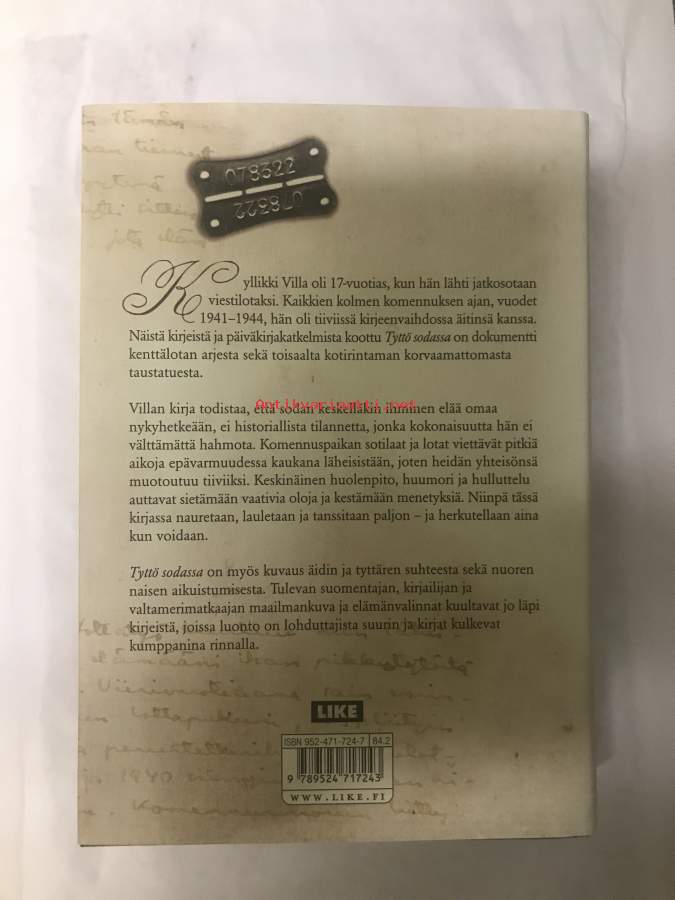 078322
078322
Kyllikki Villa oli 17-vuotias, kun hän lähti jatkosotaan
viestilotaksi. Kaikkien kolmen komennuksen ajan, vuodet
1941–1944, hän oli tiiviissä kirjeenvaihdossa äitinsä kanssa.
Näistä kirjeistä ja päiväkirjakatkelmista koottu Tyttö sodassa on dokumentti
kenttälotan arjesta sekä toisaalta kotirintaman korvaamattomasta
taustatuesta.
Antikvariaatti.net
Villan kirja todistaa, että sodan keskelläkin ihminen elää omaa
nykyhetkeään, ei historiallista tilannetta, jonka kokonaisuutta hän ei
välttämättä hahmota. Komennuspaikan sotilaat ja lotat viettävät pitkiä
aikoja epävarmuudessa kaukana läheisistään, joten heidän yhteisönsä
muotoutuu tiiviiksi. Keskinäinen huolenpito, huumori ja hulluttelu
auttavat sietämään vaativia oloja ja kestämään menetyksiä. Niinpä tässä
kirjassa nauretaan, lauletaan ja tanssitaan paljon – ja herkutellaan aina
kun voidaan.
Tyttö sodassa on myös kuvaus äidin ja tyttären suhteesta sekä nuoren
naisen aikuistumisesta. Tulevan suomentajan, kirjailijan ja
valtamerimatkaajan maailmankuva ja elämänvalinnat kuultavat jo läpi
kirjeistä, joissa luonto on lohduttajista suurin ja kirjat kulkevat
kumppanina rinnalla.
LIKE
ISBN 952-471-724-7 84.2
9 789524 717243
WWW.LIKE.FI